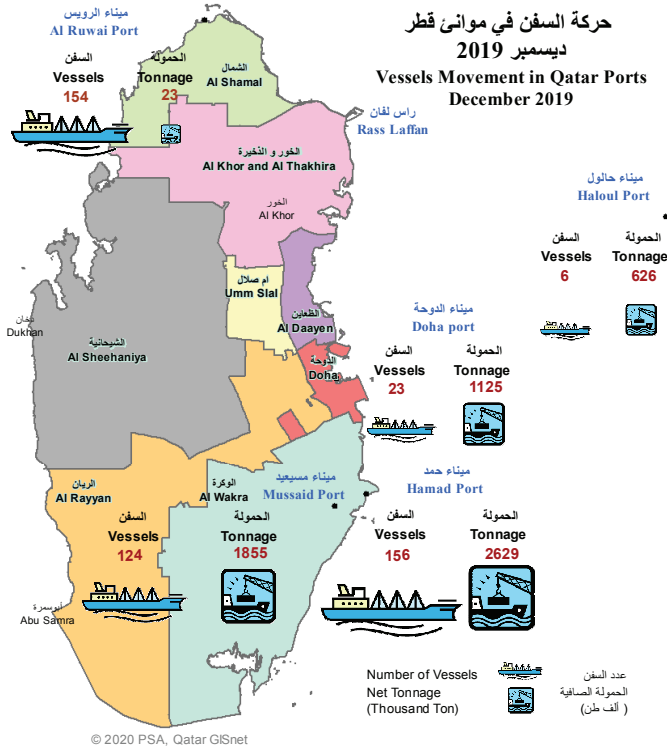 حركة السفن في موانئ قطر
ديسمبر 2019
Vessels Movement in Qatar Ports
December 2019
ميناء الرويس
Al Ruwai Port
السفن
Vessels
154
الحمولة
Tonnage
23
الشمال
Al Shamal
راس لفان
Rass Laffan
الخور و الذخيرة
Al Khor and Al Thakhira
الخور
Al Khor
ميناء حالول
Haloul Port
السفن
Vessels
6
الحمولة
Tonnage
626
ام صلال
Umm Slal
الظعاين
Al Daayen
دخان
Dukhan
الشيحانية
Al Sheehaniya
ميناء الدوحة
Doha port
الدوحة
Doha
السفن
Vessels
23
الحمولة
Tonnage
1125
الريان
Al Rayyan
الوكرة
Al Wakra
ميناء مسيعيد
Mussaid Port
السفن
Vessels
124
الحمولة
Tonnage
1855
ميناء حمد
Hamad Port
السفن
Vessels
156
الحمولة
Tonnage
2629
أبوسمرة
Abu Samra
Number of Vessels عدد السفن
Net Tonnage الحمولة الصافية
(Thousand Ton) ( ألف طن)
© 2020 PSA, Qatar GISnet